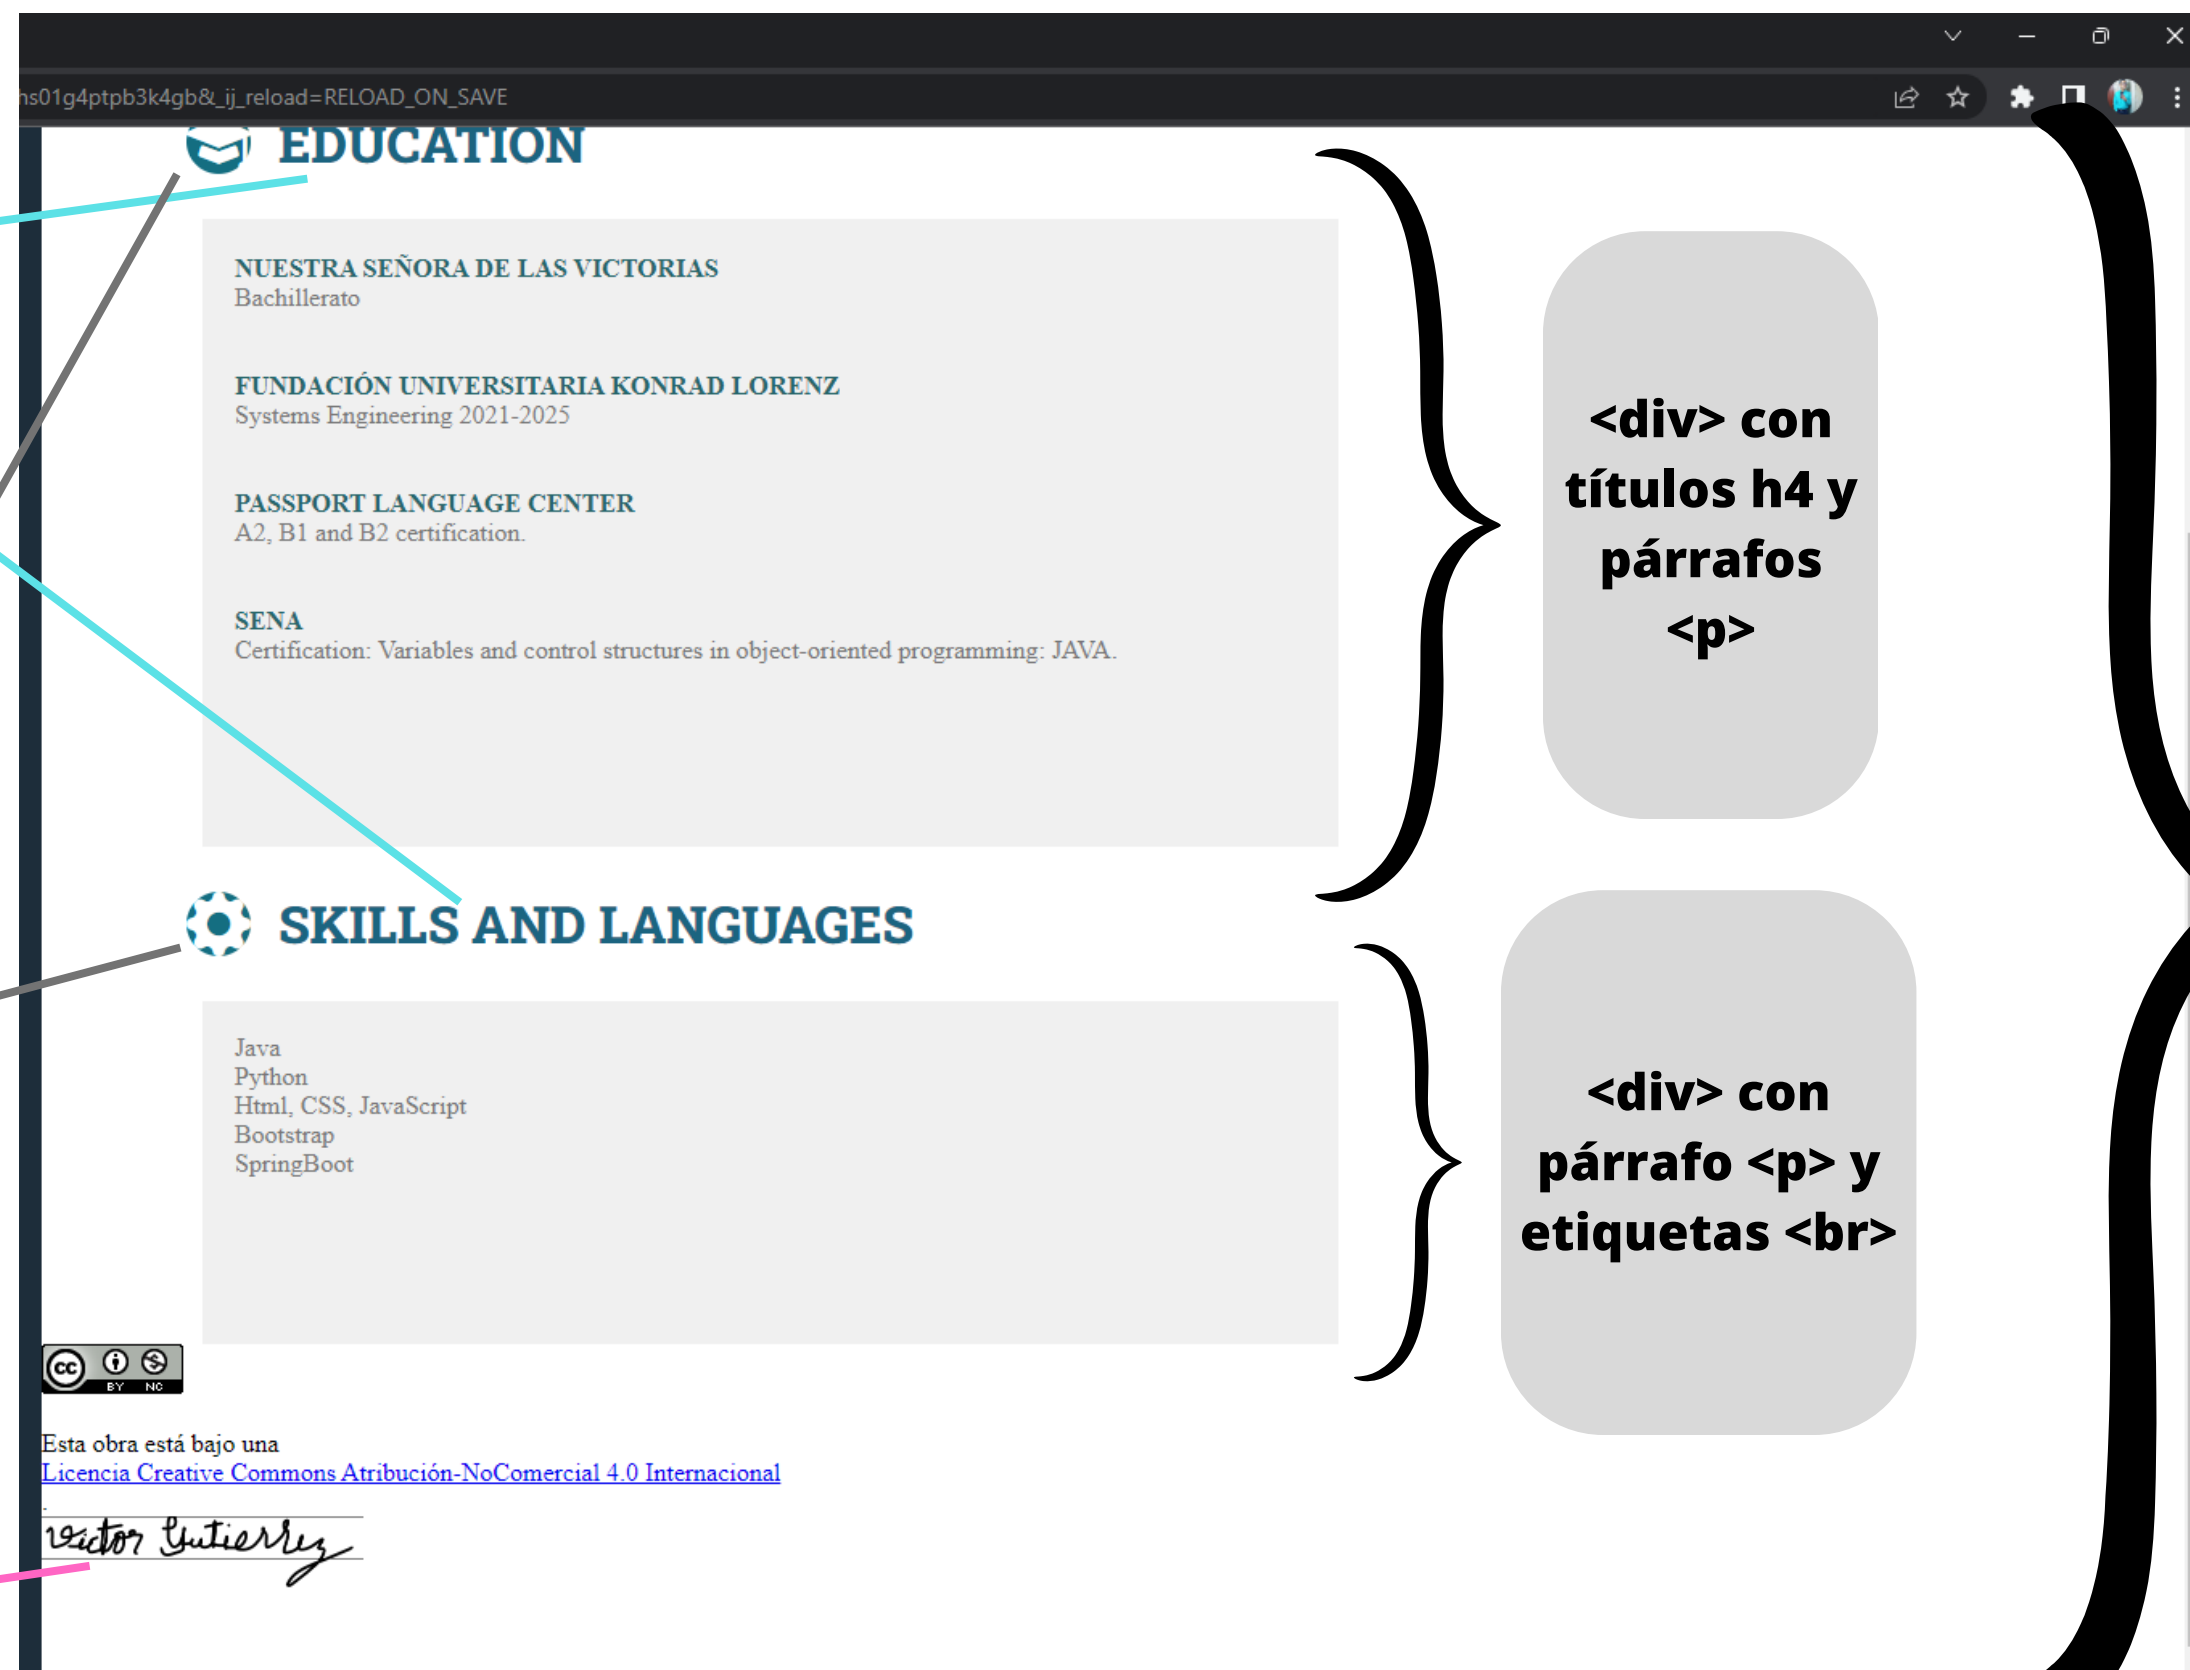 hs01g4ptpb3k4gb&_ij_reload=RELOAD_ON_SAVE
EDUCATION
NUESTRA SEÑORA DE LAS VICTORIAS
Bachillerato
FUNDACIÓN UNIVERSITARIA KONRAD LORENZ
Systems Engineering 2021-2025
PASSPORT LANGUAGE CENTER
A2, B1 and B2 certification.
SENA
Certification: Variables and control structures in object-oriented programming: JAVA.
<div> con
títulos h4 y
párrafos
<p>
SKILLS AND LANGUAGES
Java
Python
Html, CSS, JavaScript
Bootstrap
SpringBoot
<div> con
párrafo <p> y
etiquetas <br>
cc
BY NC
Esta obra está bajo una
Licencia Creative Commons Atribución-NoComercial 4.0 Internacional
.
Victor Gutierrez